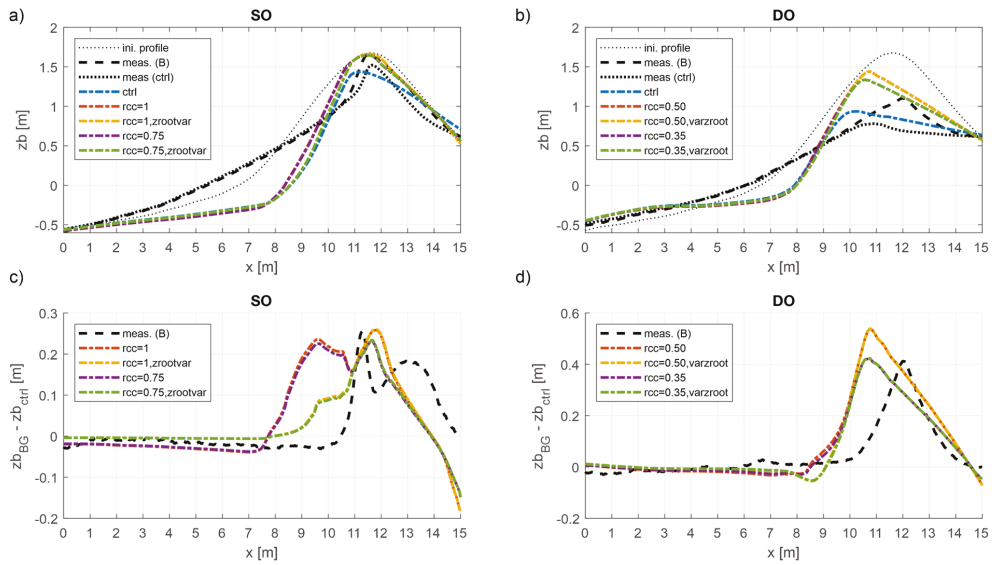 a)
SO
zb [m]
2
1.5
1
0.5
0
-0.5
ini. profile
meas. (B)
meas (ctrl)
ctrl
rcc=1
rcc=1,zrootvar
rcc=0.75
rcc=0.75,zrootvar
0 1 2 3 4 5 6 7 8 9 10 11 12 13 14 15
x [m]
b)
DO
zb [m]
2
1.5
1
0.5
0
-0.5
ini. profile
meas. (B)
meas (ctrl)
ctrl
rcc=0.50
rcc=0.50,varzroot
rcc=0.35
rcc=0.35,varzroot
0 1 2 3 4 5 6 7 8 9 10 11 12 13 14 15
x [m]
c)
SO
zbBG - zbctrl [m]
0.3
0.2
0.1
0
-0.1
-0.2
meas. (B)
rcc=1
rcc=1,zrootvar
rcc=0.75
rcc=0.75,zrootvar
0 1 2 3 4 5 6 7 8 9 10 11 12 13 14 15
x [m]
d)
DO
zbBG - zbctrl [m]
0.6
0.4
0.2
0
-0.2
meas. (B)
rcc=0.50
rcc=0.50,varzroot
rcc=0.35
rcc=0.35,varzroot
0 1 2 3 4 5 6 7 8 9 10 11 12 13 14 15
x [m]